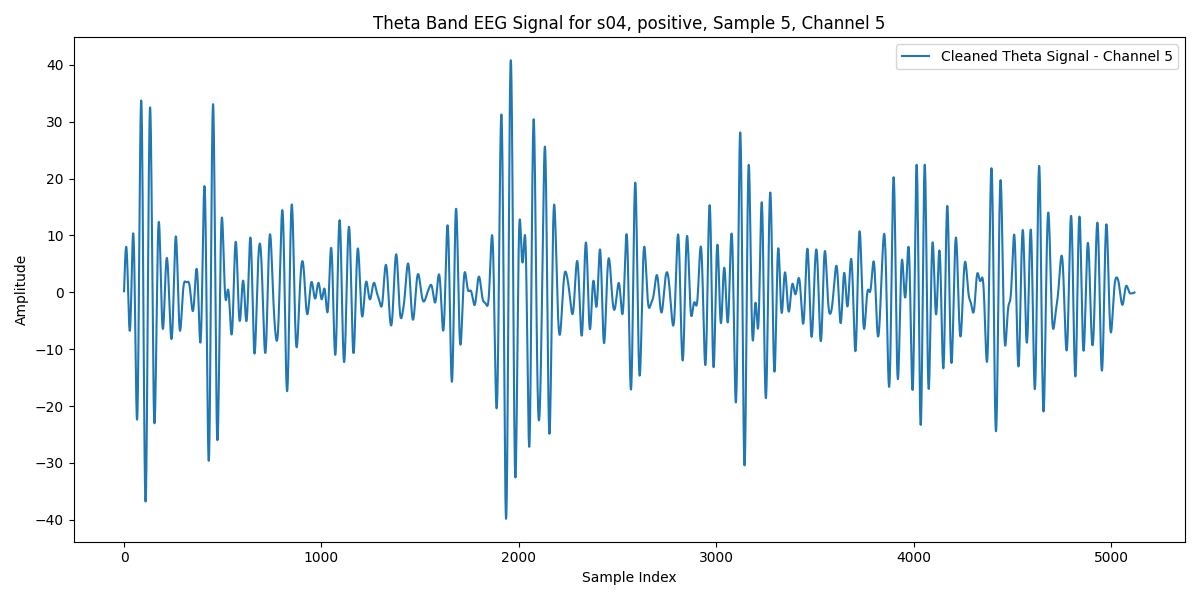 Theta Band EEG Signal for s04, positive, Sample 5, Channel 5
Cleaned Theta Signal - Channel 5
Amplitude
40
30
20
10
0
−10
−20
−30
−40
0 1000 2000 3000 4000 5000
Sample Index